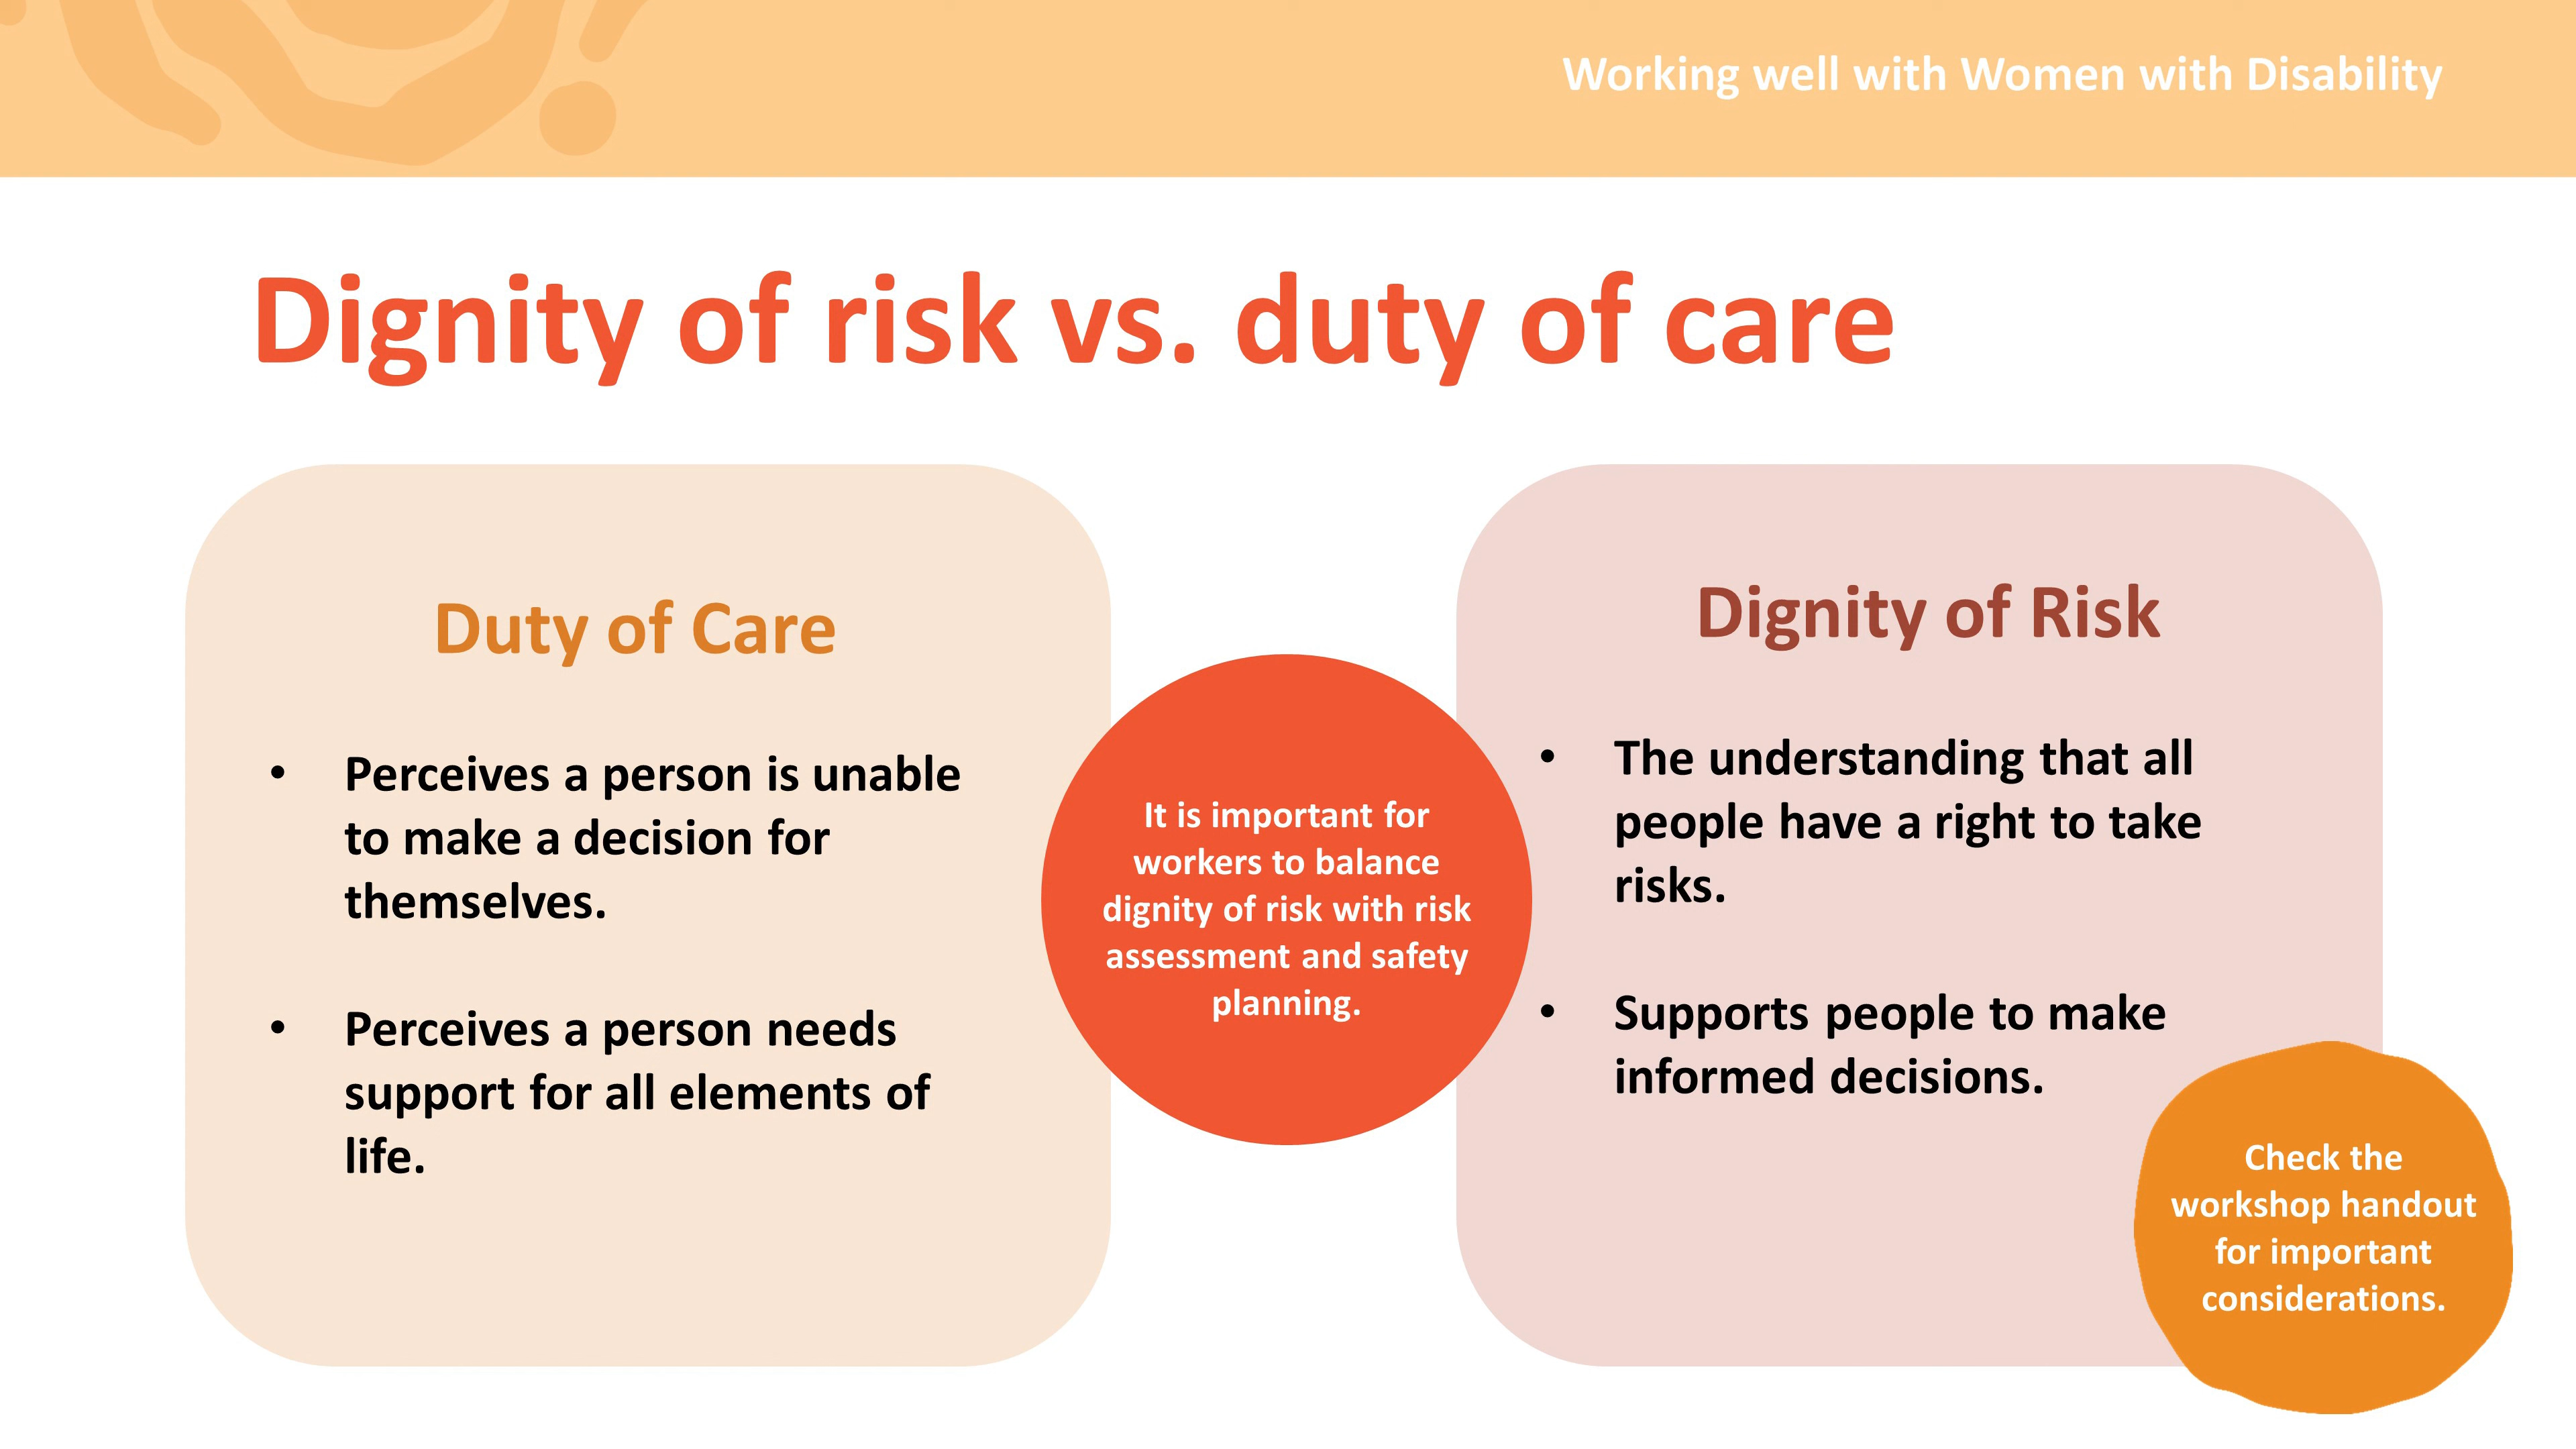 Working well with Women with Disability
Dignity of risk vs. duty of care
Duty of Care
• Perceives a person is unable
to make a decision for
themselves.
• Perceives a person needs
support for all elements of
life.
It is important for
workers to balance
dignity of risk with risk
assessment and safety
planning.
Dignity of Risk
• The understanding that all
people have a right to take
risks.
• Supports people to make
informed decisions.
Check the
workshop handout
for important
considerations.